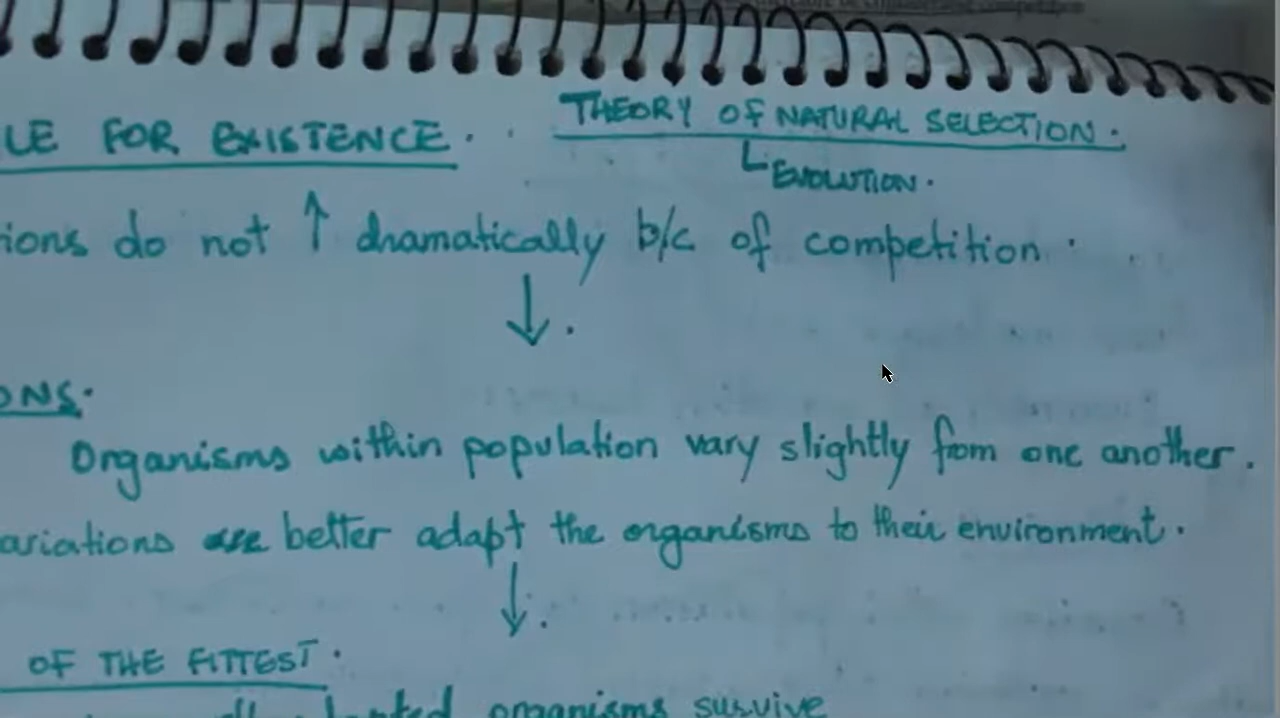 THEORY OF NATURAL SELECTION.
LE FOR EXISTENCE.
EVOLUTION.
ions do not ↑ dramatically b/c of competition.
↓.
ONS.
Organisms within population vary slightly from one another.
ariations better adapt the organisms to their environment.
↓.
OF THE FITTEST.
organisms survive